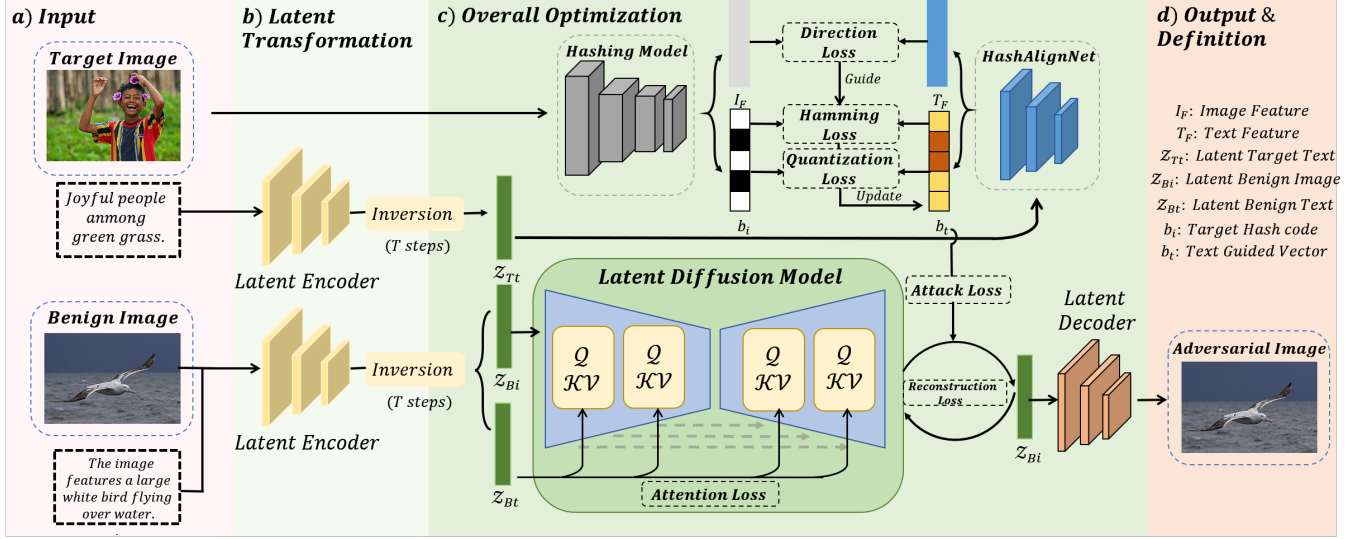 a) Input
Target Image
Joyful people
anmong
green grass.
Benign Image
The image
features a large
white bird flying
over water.
b) Latent
Transformation
Latent Encoder
Inversion
(T steps)
Latent Encoder
Inversion
(T steps)
c) Overall Optimization
Hashing Model
I_F
b_i
Direction
Loss
Guide
Hamming
Loss
Quantization
Loss
Update
T_F
b_t
HashAlignNet
Z_Tt
Z_Bi
Z_Bt
Latent Diffusion Model
Q
KV
Q
KV
Q
KV
Q
KV
Attention Loss
Attack Loss
Reconstruction
Loss
Z_Bi
Latent
Decoder
d) Output &
Definition
I_F: Image Feature
T_F: Text Feature
Z_Tt: Latent Target Text
Z_Bi: Latent Benign Image
Z_Bt: Latent Benign Text
b_i: Target Hash code
b_t: Text Guided Vector
Adversarial Image